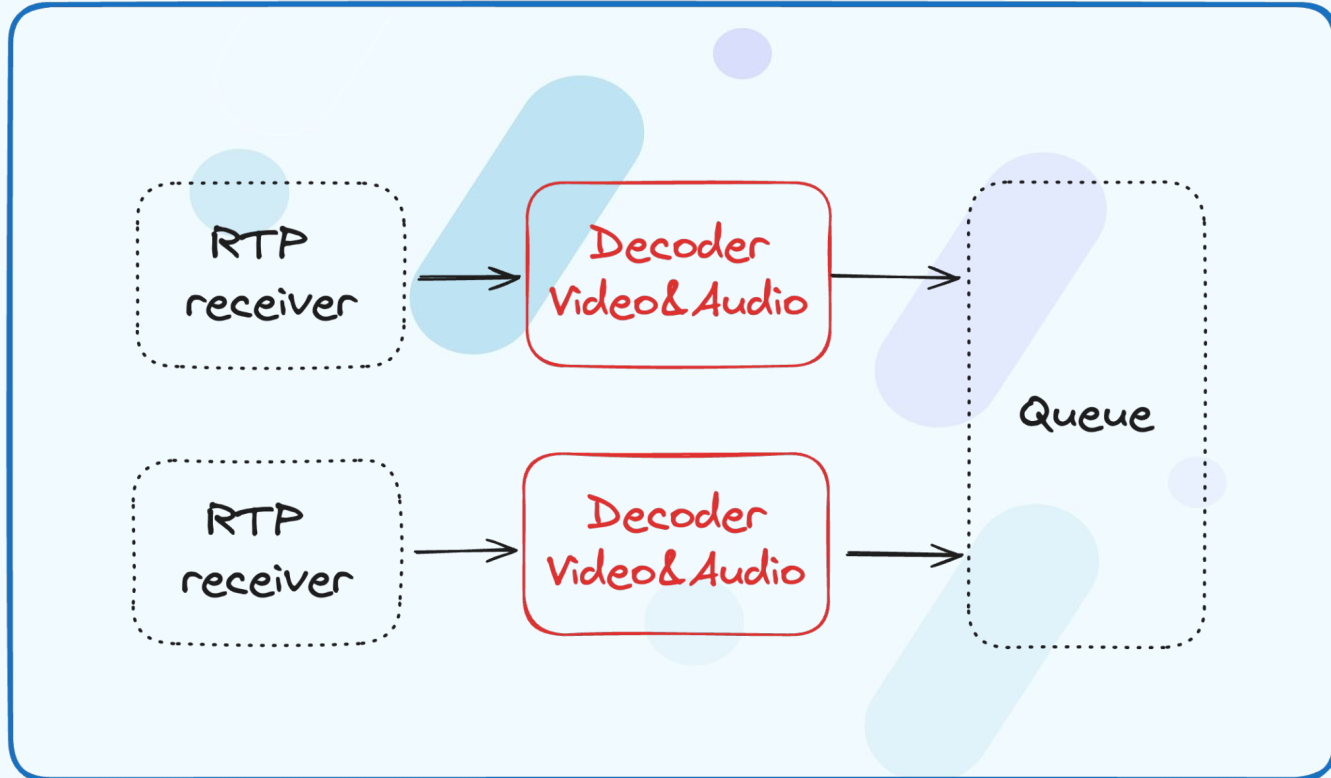 RTP
receiver
Decoder
Video&Audio
Queue
RTP
receiver
Decoder
Video&Audio